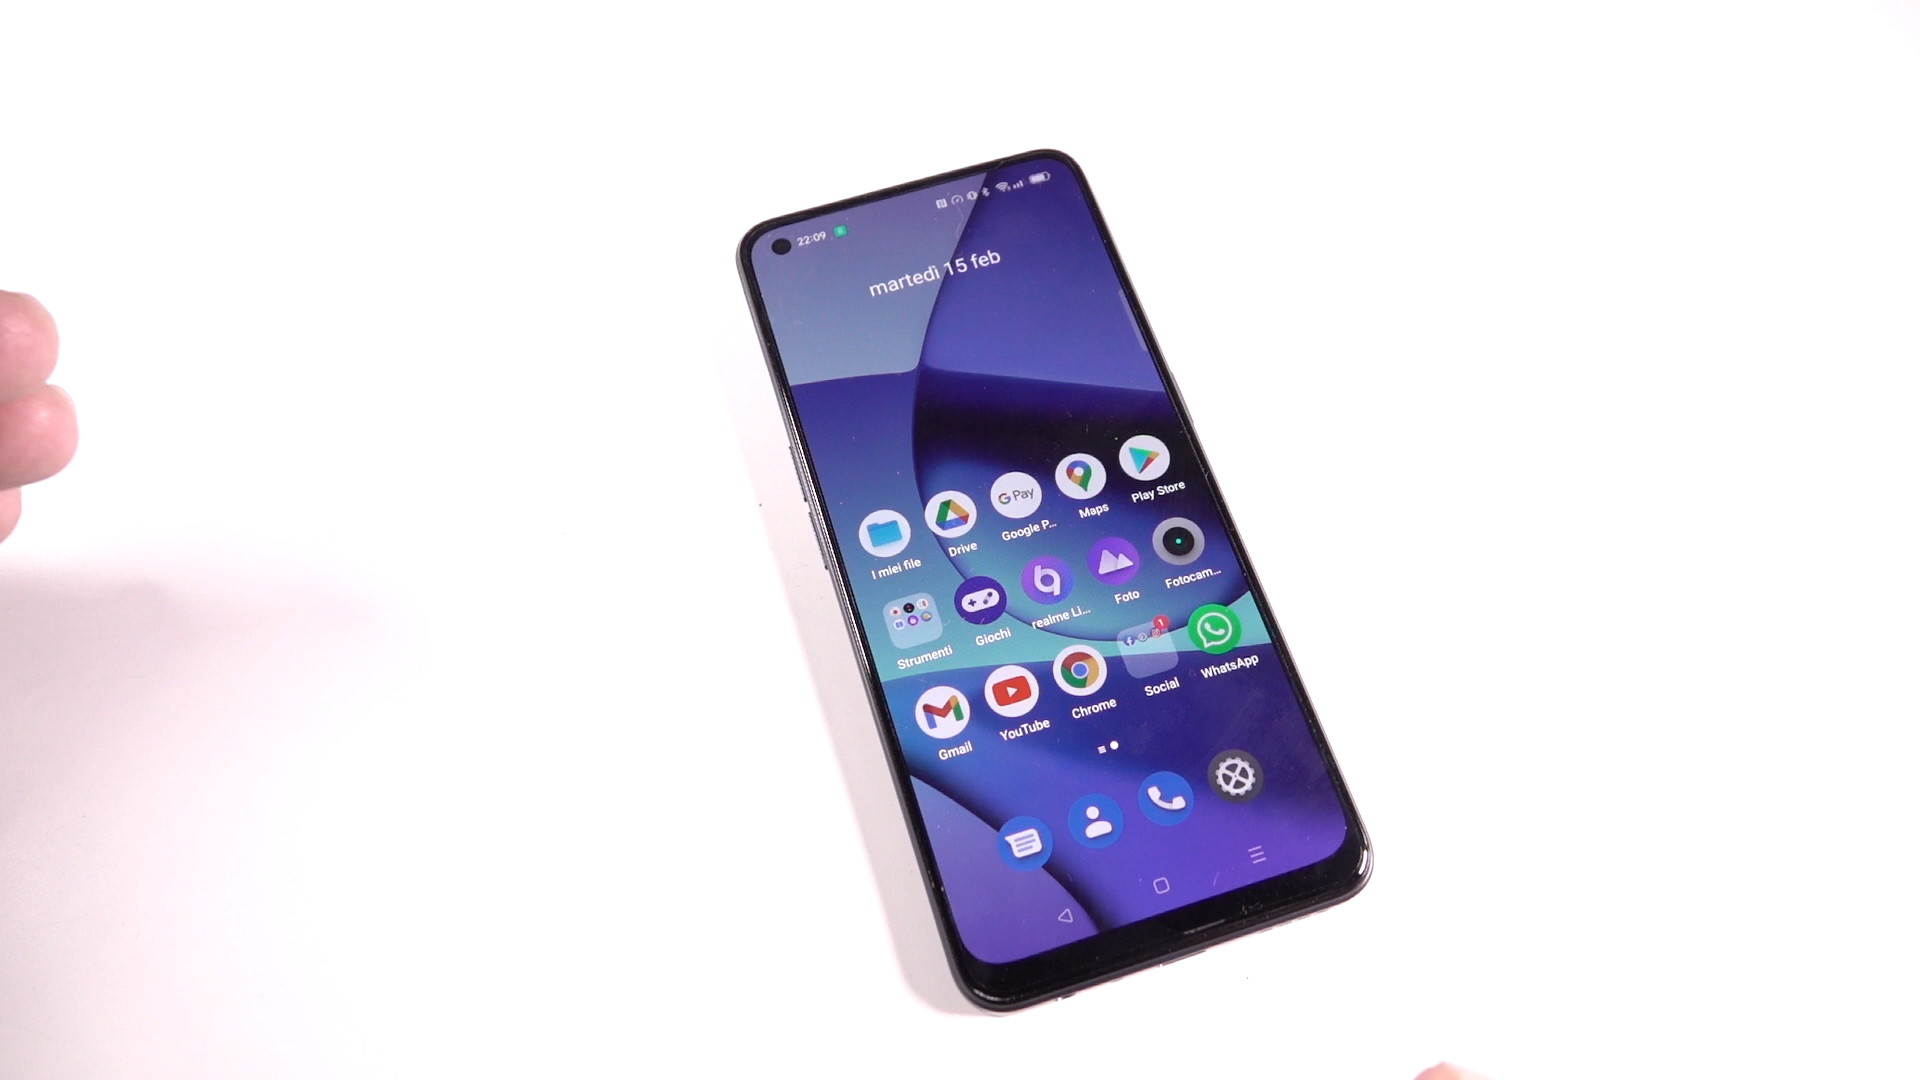 22:09
martedì 15 feb
G Pay
I miei file
Drive
Google P...
Maps
Play Store
Strumenti
Giochi
realme Li...
Foto
Fotocam...
1
Gmail
YouTube
Chrome
Social
WhatsApp